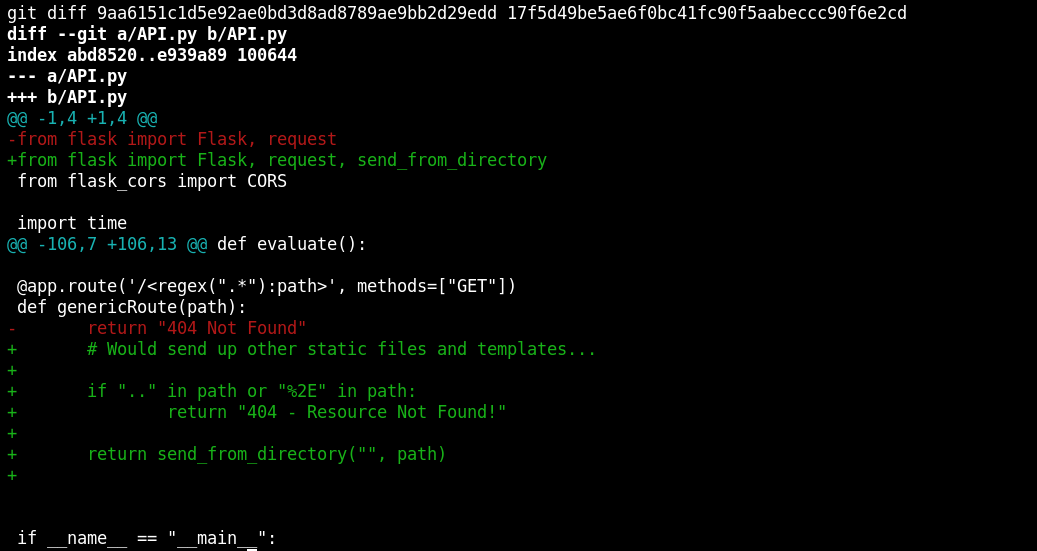 git diff 9aa6151c1d5e92ae0bd3d8ad8789ae9bb2d29edd 17f5d49be5ae6f0bc41fc90f5aabeccc90f6e2cd
diff --git a/API.py b/API.py
index abd8520..e939a89 100644
--- a/API.py
+++ b/API.py
@@ -1,4 +1,4 @@
-from flask import Flask, request
+from flask import Flask, request, send_from_directory
 from flask_cors import CORS

 import time
@@ -106,7 +106,13 @@ def evaluate():

 @app.route('/<regex(".*"):path>', methods=["GET"])
 def genericRoute(path):
-       return "404 Not Found"
+       # Would send up other static files and templates...
+
+       if ".." in path or "%2E" in path:
+               return "404 - Resource Not Found!"
+
+       return send_from_directory("", path)
+


 if __name__ == "__main__":